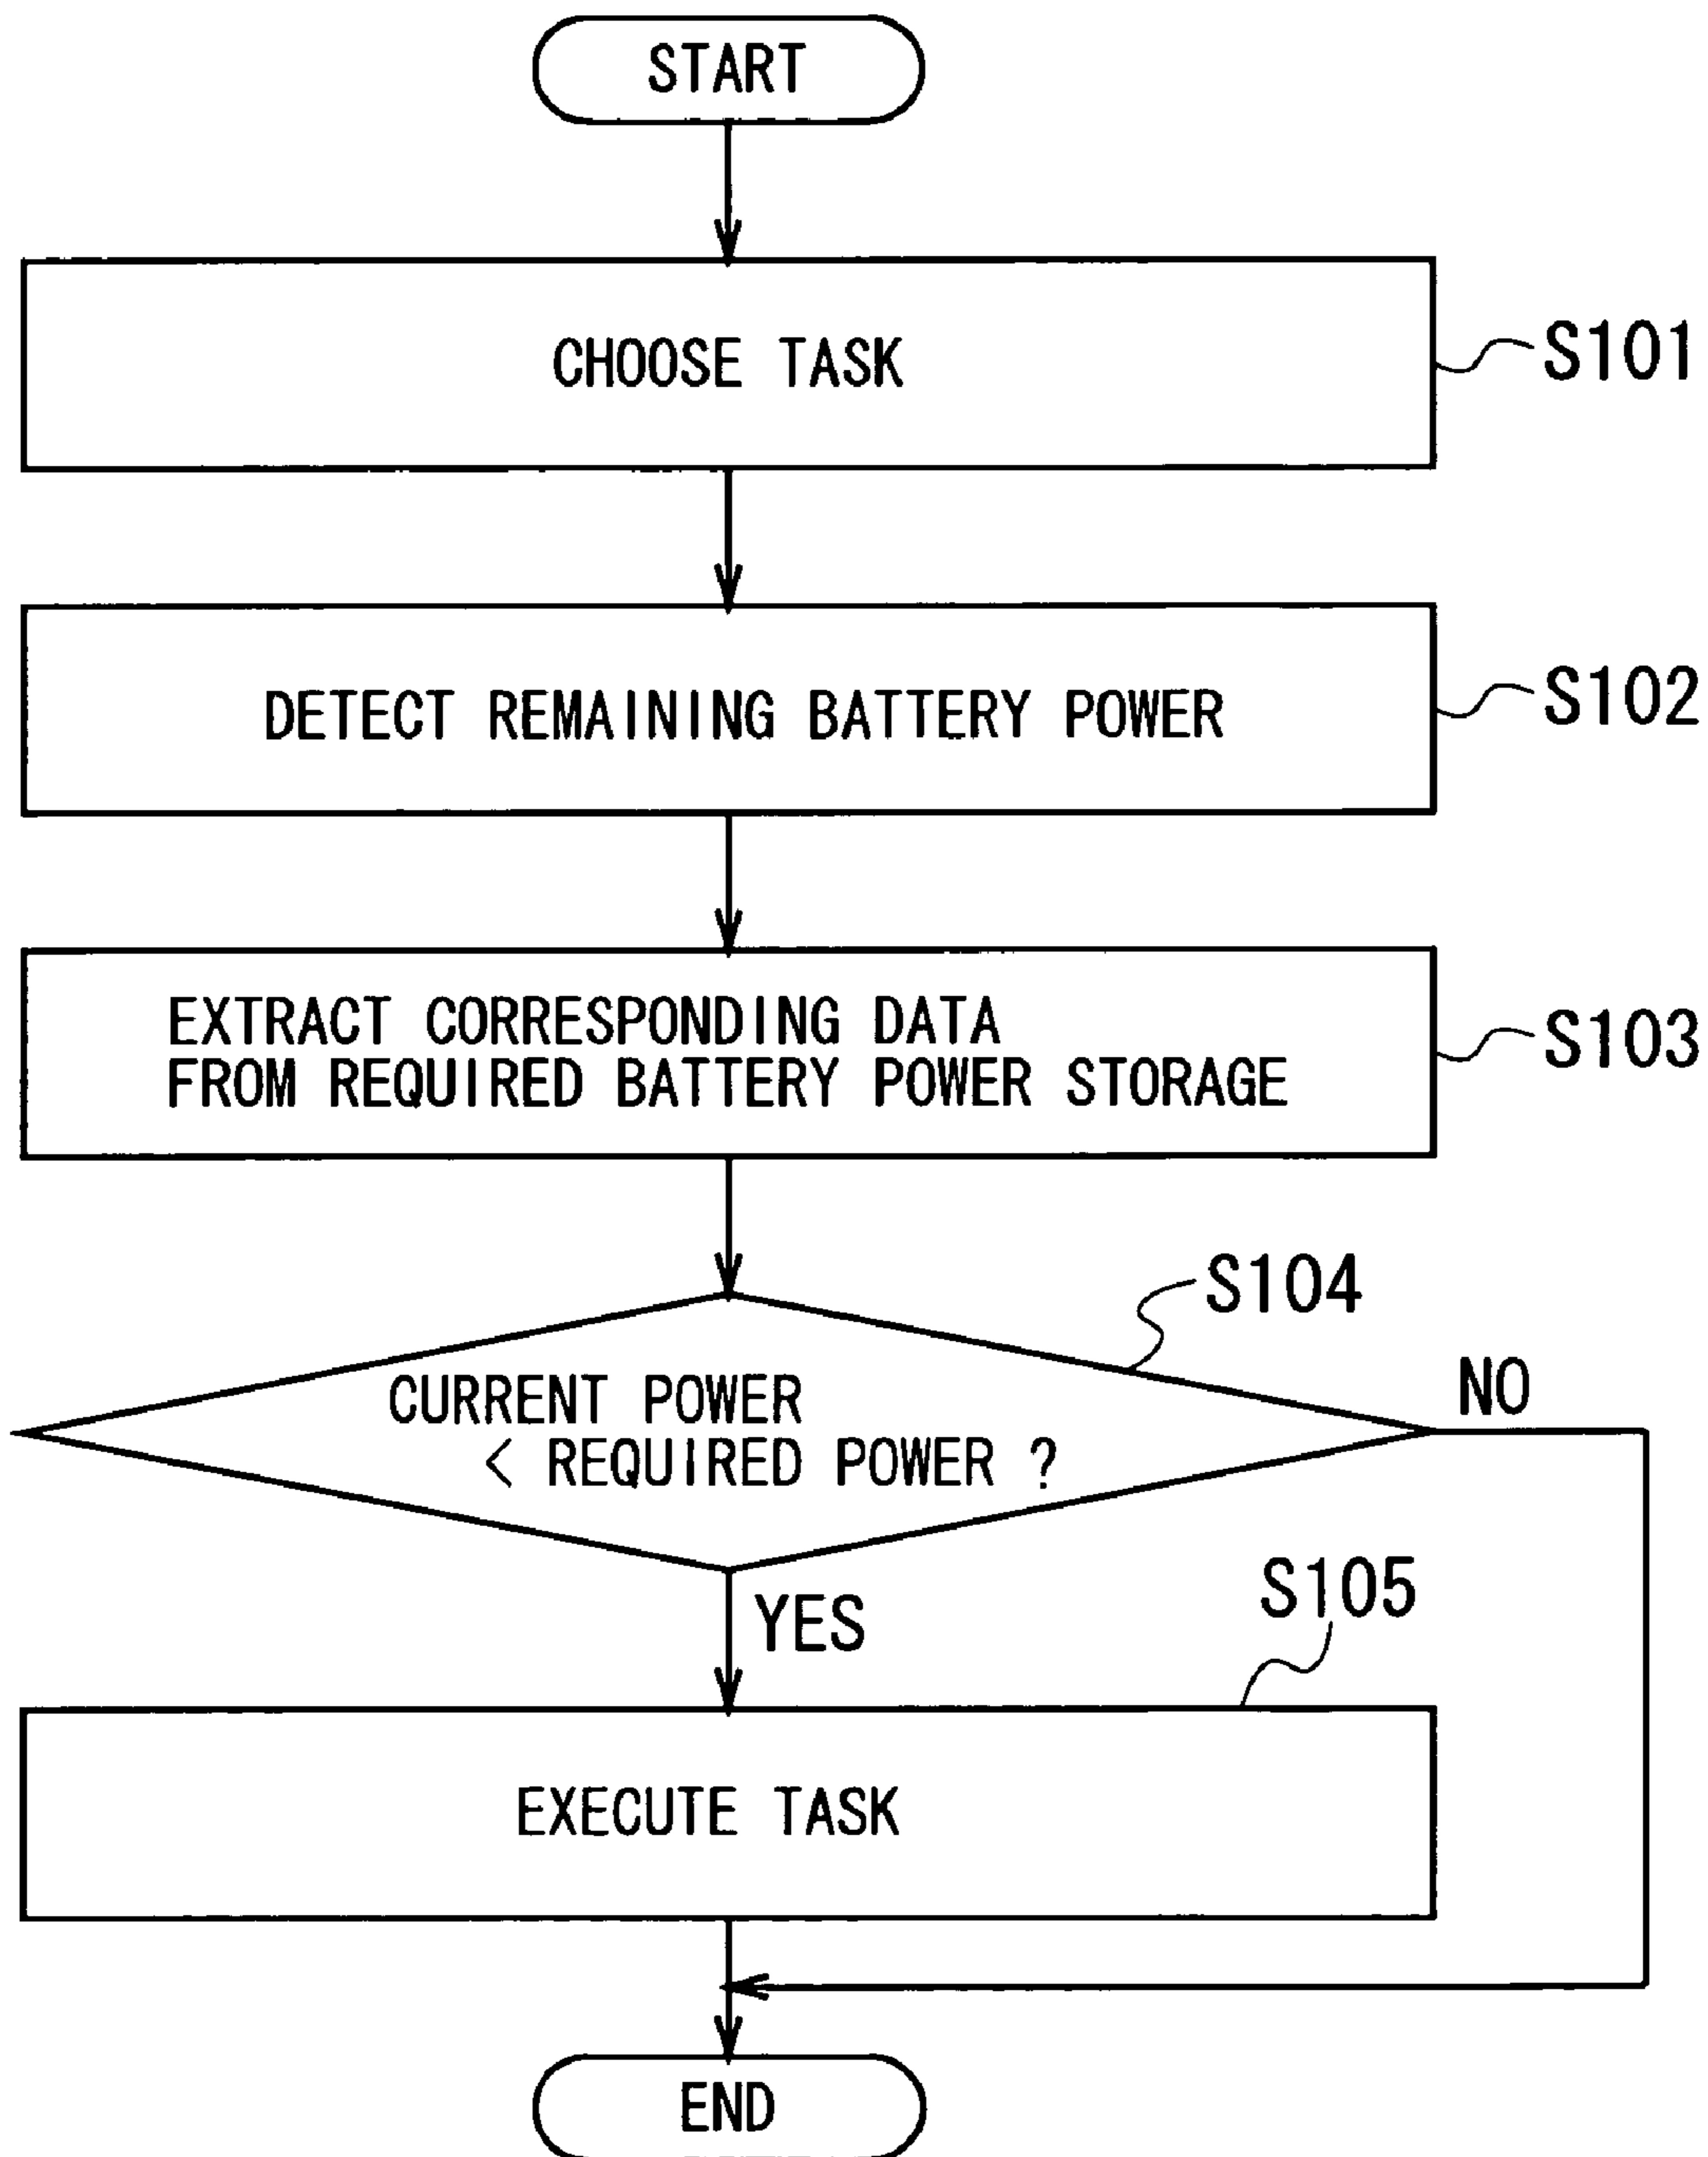 START
CHOOSE TASK
S101
DETECT REMAINING BATTERY POWER
S102
EXTRACT CORRESPONDING DATA
FROM REQUIRED BATTERY POWER STORAGE
S103
S104
CURRENT POWER
< REQUIRED POWER ?
NO
YES
S105
EXECUTE TASK
END